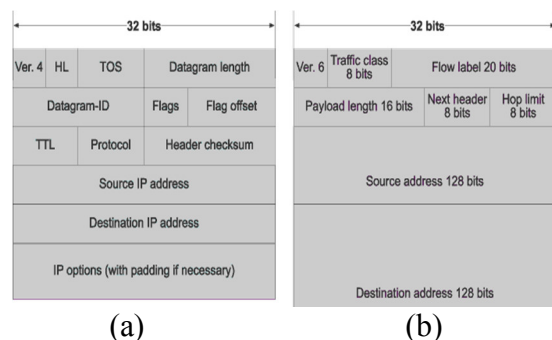 32 bits
Ver. 4 HL TOS Datagram length
Datagram-ID Flags Flag offset
TTL Protocol Header checksum
Source IP address
Destination IP address
IP options (with padding if necessary)
(a)
32 bits
Ver. 6 Traffic class 8 bits Flow label 20 bits
Payload length 16 bits Next header 8 bits Hop limit 8 bits
Source address 128 bits
Destination address 128 bits
(b)